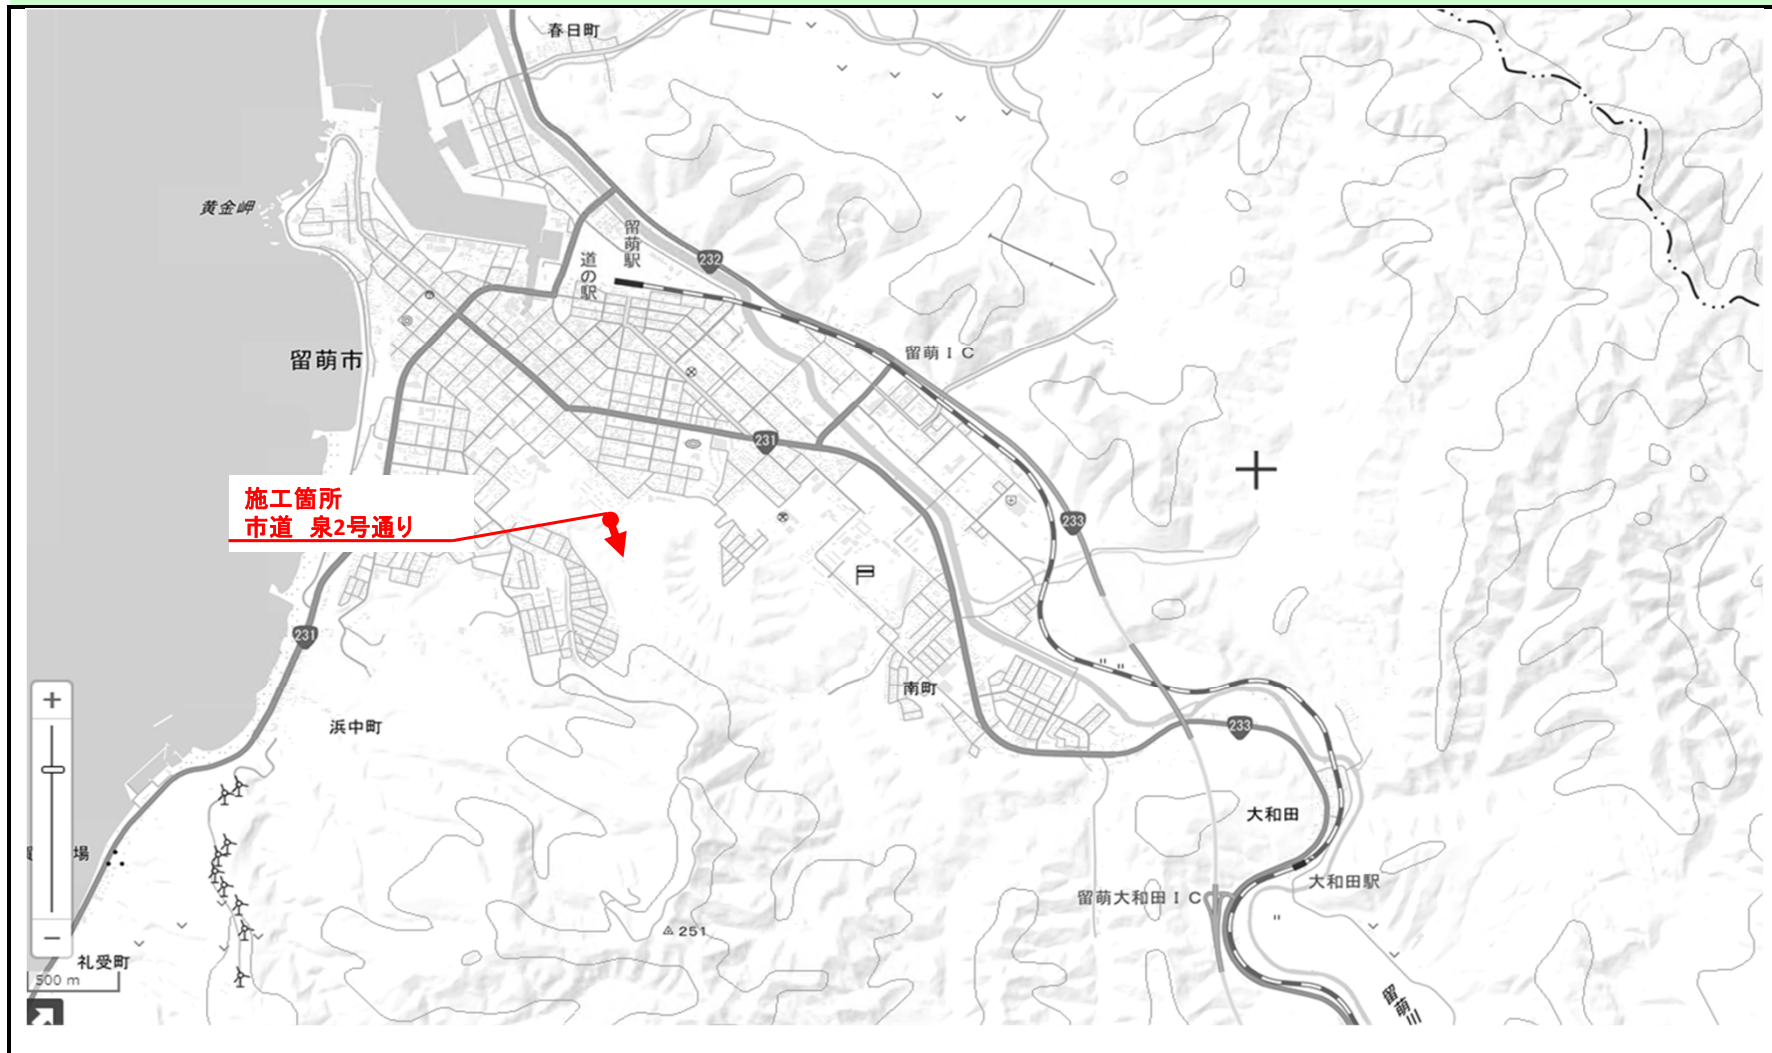 春日町
黄金岬
留萌駅
道の駅
232
留萌市
留萌ＩＣ
231
施工箇所
市道　泉2号通り
233
231
南町
浜中町
233
大和田
場
大和田駅
留萌大和田ＩＣ
251
礼受町
500 m
留萌川